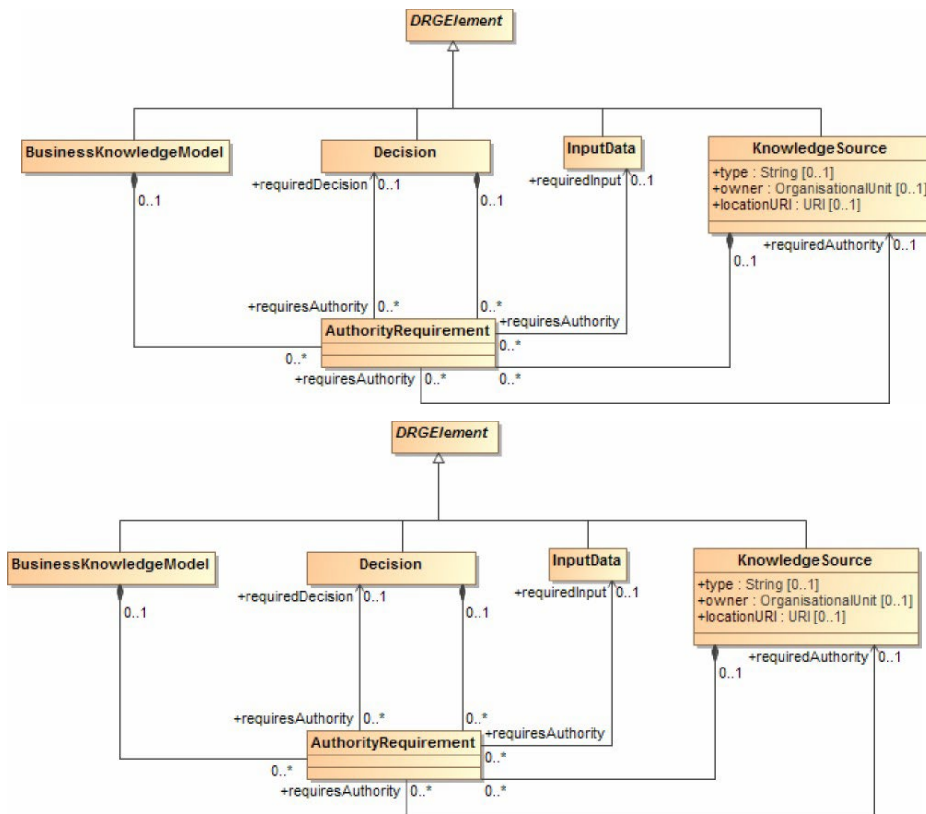 DRGElement
BusinessKnowledgeModel
Decision
InputData
KnowledgeSource
+type : String [0..1]
+owner : OrganisationalUnit [0..1]
+locationURI : URI [0..1]
0..1
+requiredDecision
0..1
0..1
+requiredInput
0..1
+requiredAuthority
0..1
0..1
+requiresAuthority
0..*
0..*
+requiresAuthority
AuthorityRequirement
0..*
0..*
+requiresAuthority
0..*
0..*
DRGElement
BusinessKnowledgeModel
Decision
InputData
KnowledgeSource
+type : String [0..1]
+owner : OrganisationalUnit [0..1]
+locationURI : URI [0..1]
0..1
+requiredDecision
0..1
0..1
+requiredInput
0..1
+requiredAuthority
0..1
0..1
+requiresAuthority
0..*
0..*
+requiresAuthority
AuthorityRequirement
0..*
0..*
+requiresAuthority
0..*
0..*